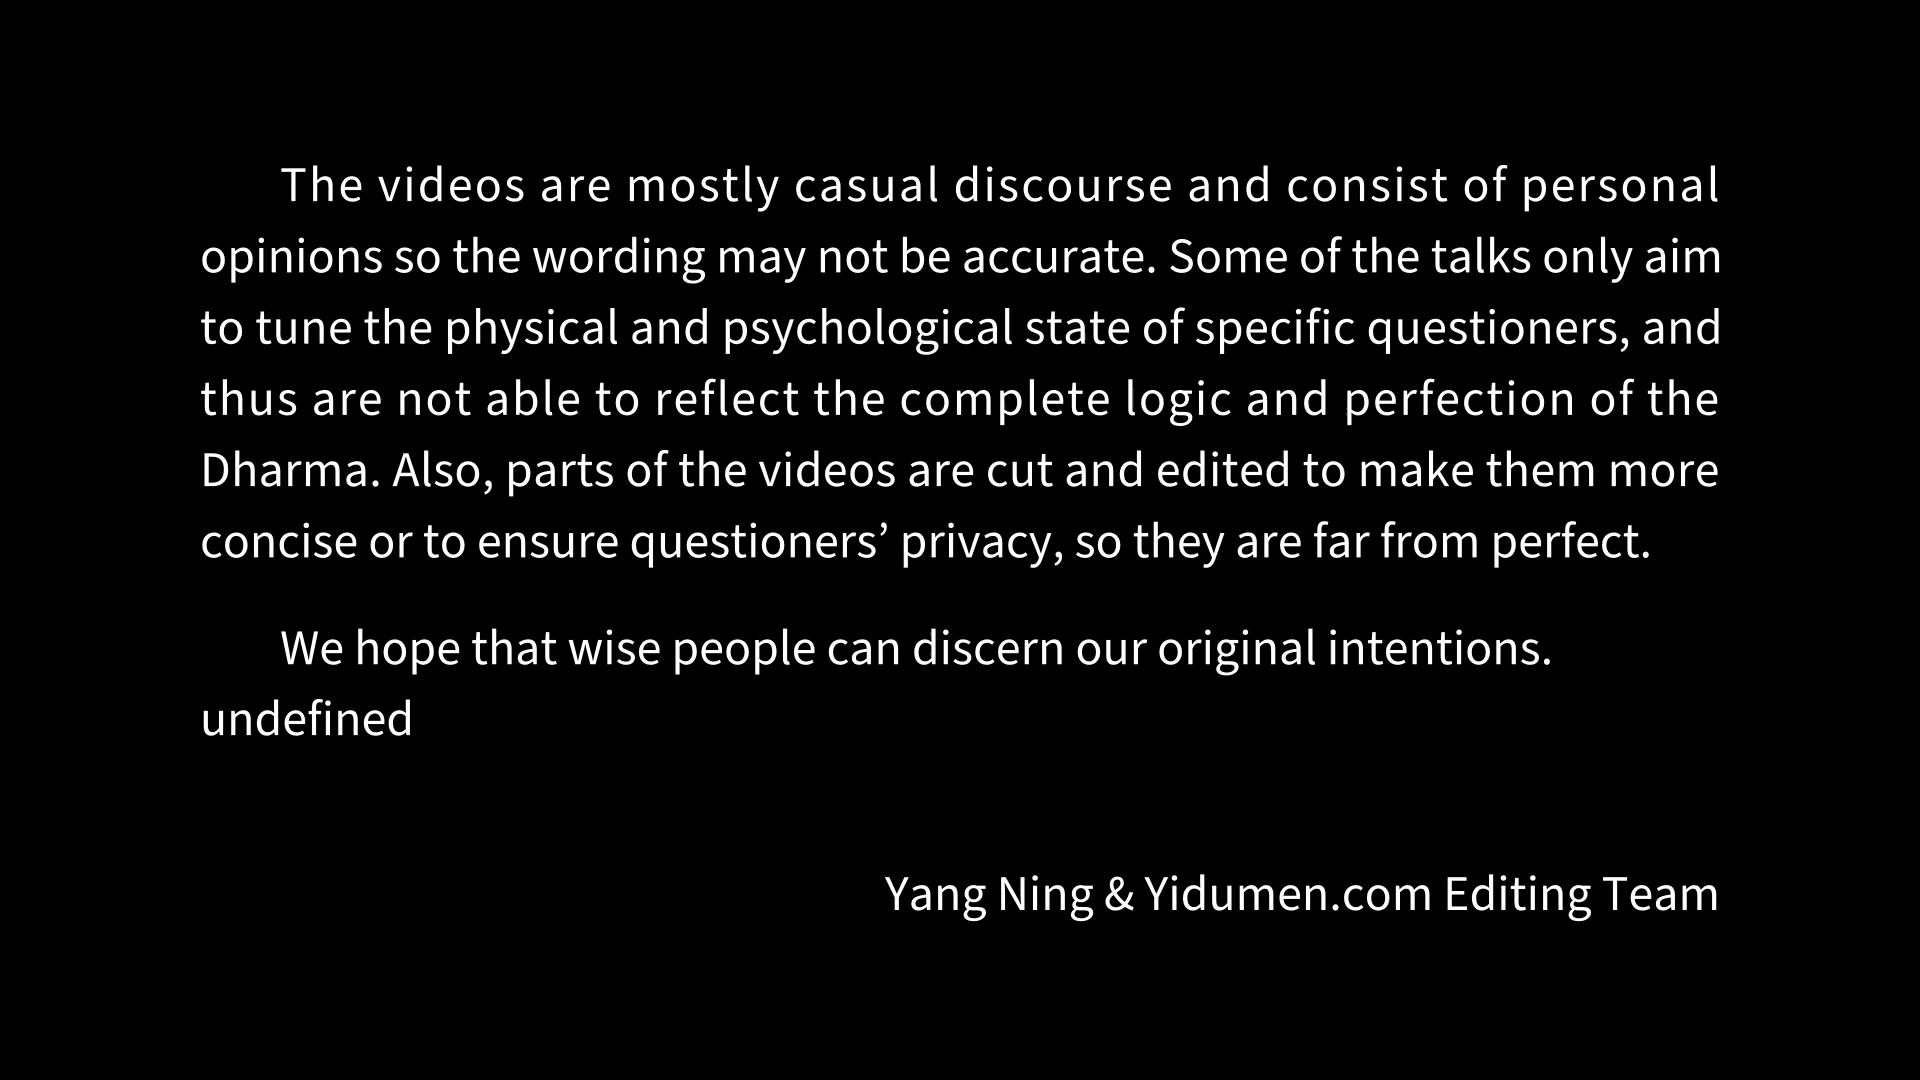 The videos are mostly casual discourse and consist of personal
opinions so the wording may not be accurate. Some of the talks only aim
to tune the physical and psychological state of specific questioners, and
thus are not able to reflect the complete logic and perfection of the
Dharma. Also, parts of the videos are cut and edited to make them more
concise or to ensure questioners’ privacy, so they are far from perfect.
We hope that wise people can discern our original intentions.
undefined
Yang Ning & Yidumen.com Editing Team